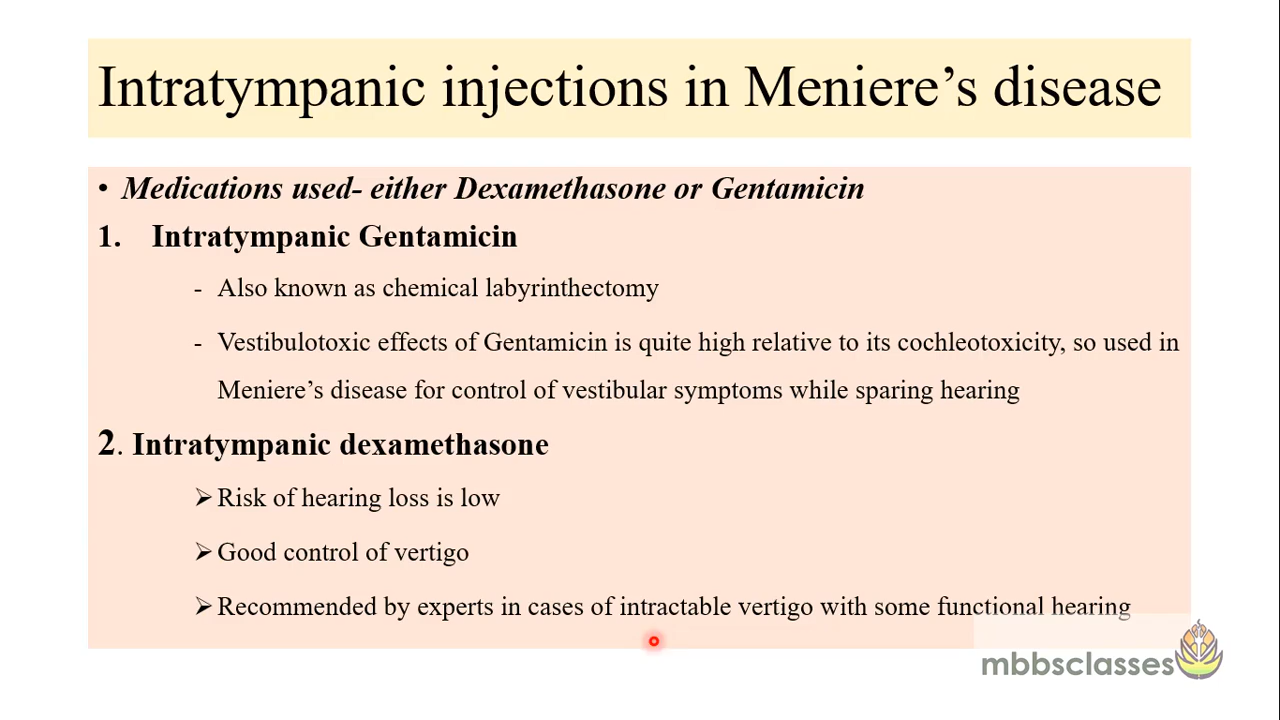 Intratympanic injections in Meniere’s disease
• Medications used- either Dexamethasone or Gentamicin
1. Intratympanic Gentamicin
- Also known as chemical labyrinthectomy
- Vestibulotoxic effects of Gentamicin is quite high relative to its cochleotoxicity, so used in
Meniere’s disease for control of vestibular symptoms while sparing hearing
2. Intratympanic dexamethasone
➢ Risk of hearing loss is low
➢ Good control of vertigo
➢ Recommended by experts in cases of intractable vertigo with some functional hearing
mbbsclasses